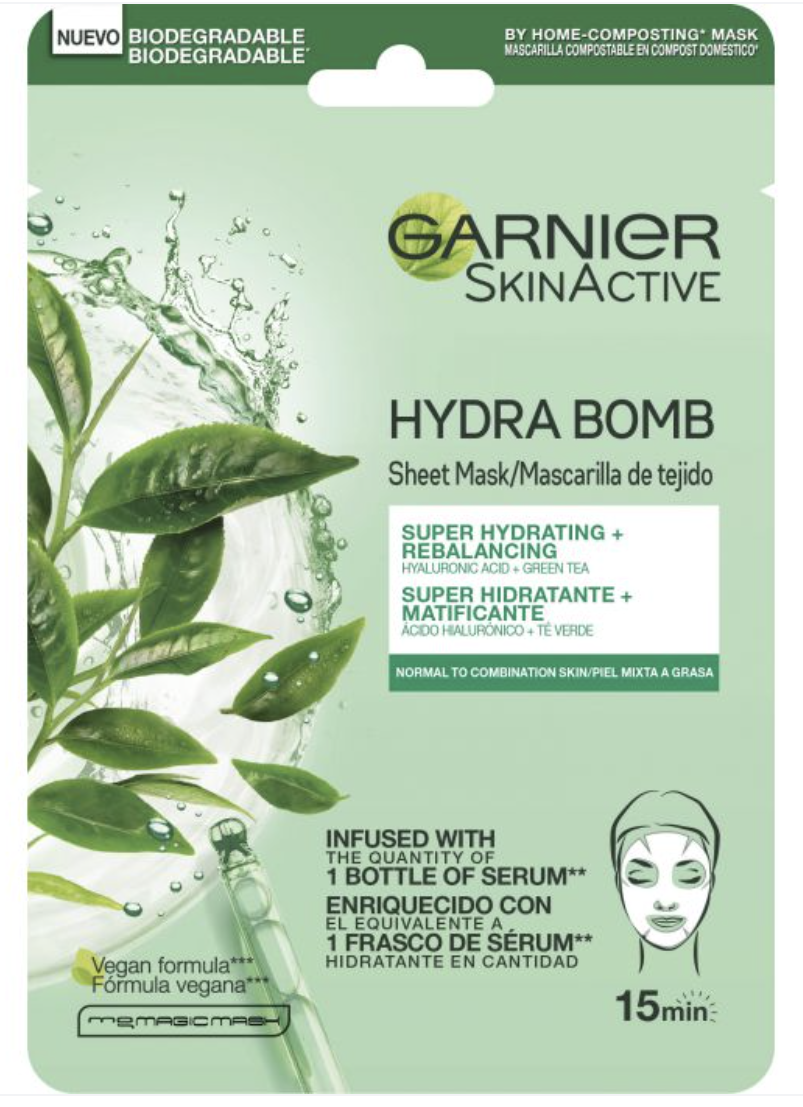 NUEVO
BIODEGRADABLE
BIODEGRADABLE*
BY HOME-COMPOSTING* MASK
MASCARILLA COMPOSTABLE EN COMPOST DOMÉSTICO*
GARNIER
SKINACTIVE
HYDRA BOMB
Sheet Mask/Mascarilla de tejido
SUPER HYDRATING +
REBALANCING
HYALURONIC ACID + GREEN TEA
SUPER HIDRATANTE +
MATIFICANTE
ÁCIDO HIALURÓNICO + TÉ VERDE
NORMAL TO COMBINATION SKIN/PIEL MIXTA A GRASA
INFUSED WITH
THE QUANTITY OF
1 BOTTLE OF SERUM**
ENRIQUECIDO CON
EL EQUIVALENTE A
1 FRASCO DE SÉRUM**
HIDRATANTE EN CANTIDAD
Vegan formula***
Fórmula vegana***
MAGIC MASK
15min